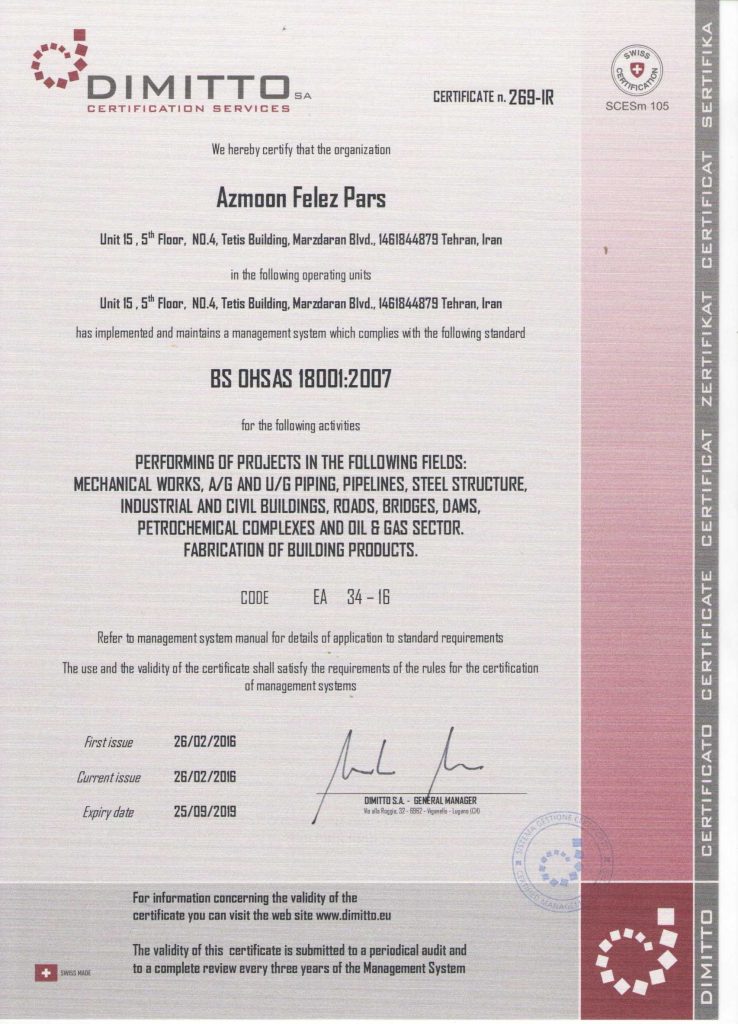 DIMITTO SA
CERTIFICATION SERVICES
CERTIFICATE n. 269-IR
SWISS CERTIFICATION
SCESm 105
We hereby certify that the organization
Azmoon Felez Pars
Unit 15 , 5th Floor, NO.4, Tetis Building, Marzdaran Blvd., 1461844879 Tehran, Iran
in the following operating units
Unit 15 , 5th Floor, NO.4, Tetis Building, Marzdaran Blvd., 1461844879 Tehran, Iran
has implemented and maintains a management system which complies with the following standard
BS OHSAS 18001:2007
for the following activities
PERFORMING OF PROJECTS IN THE FOLLOWING FIELDS:
MECHANICAL WORKS, A/G AND U/G PIPING, PIPELINES, STEEL STRUCTURE,
INDUSTRIAL AND CIVIL BUILDINGS, ROADS, BRIDGES, DAMS,
PETROCHEMICAL COMPLEXES AND OIL & GAS SECTOR.
FABRICATION OF BUILDING PRODUCTS.
CODE EA 34 – 16
Refer to management system manual for details of application to standard requirements
The use and the validity of the certificate shall satisfy the requirements of the rules for the certification
of management systems
First issue 26/02/2016
Current issue 26/02/2016
Expiry date 25/09/2019
DIMITTO S.A. - GENERAL MANAGER
Via alla Roggia, 32 - 6962 - Viganello - Lugano (CH)
SISTEMA GESTIONE
For information concerning the validity of the
certificate you can visit the web site www.dimitto.eu
The validity of this certificate is submitted to a periodical audit and
to a complete review every three years of the Management System
SWISS MADE
DIMITTO CERTIFICATO CERTIFICATE CERTIFICAT ZERTIFIKAT CERTIFICAT SERTIFIKA